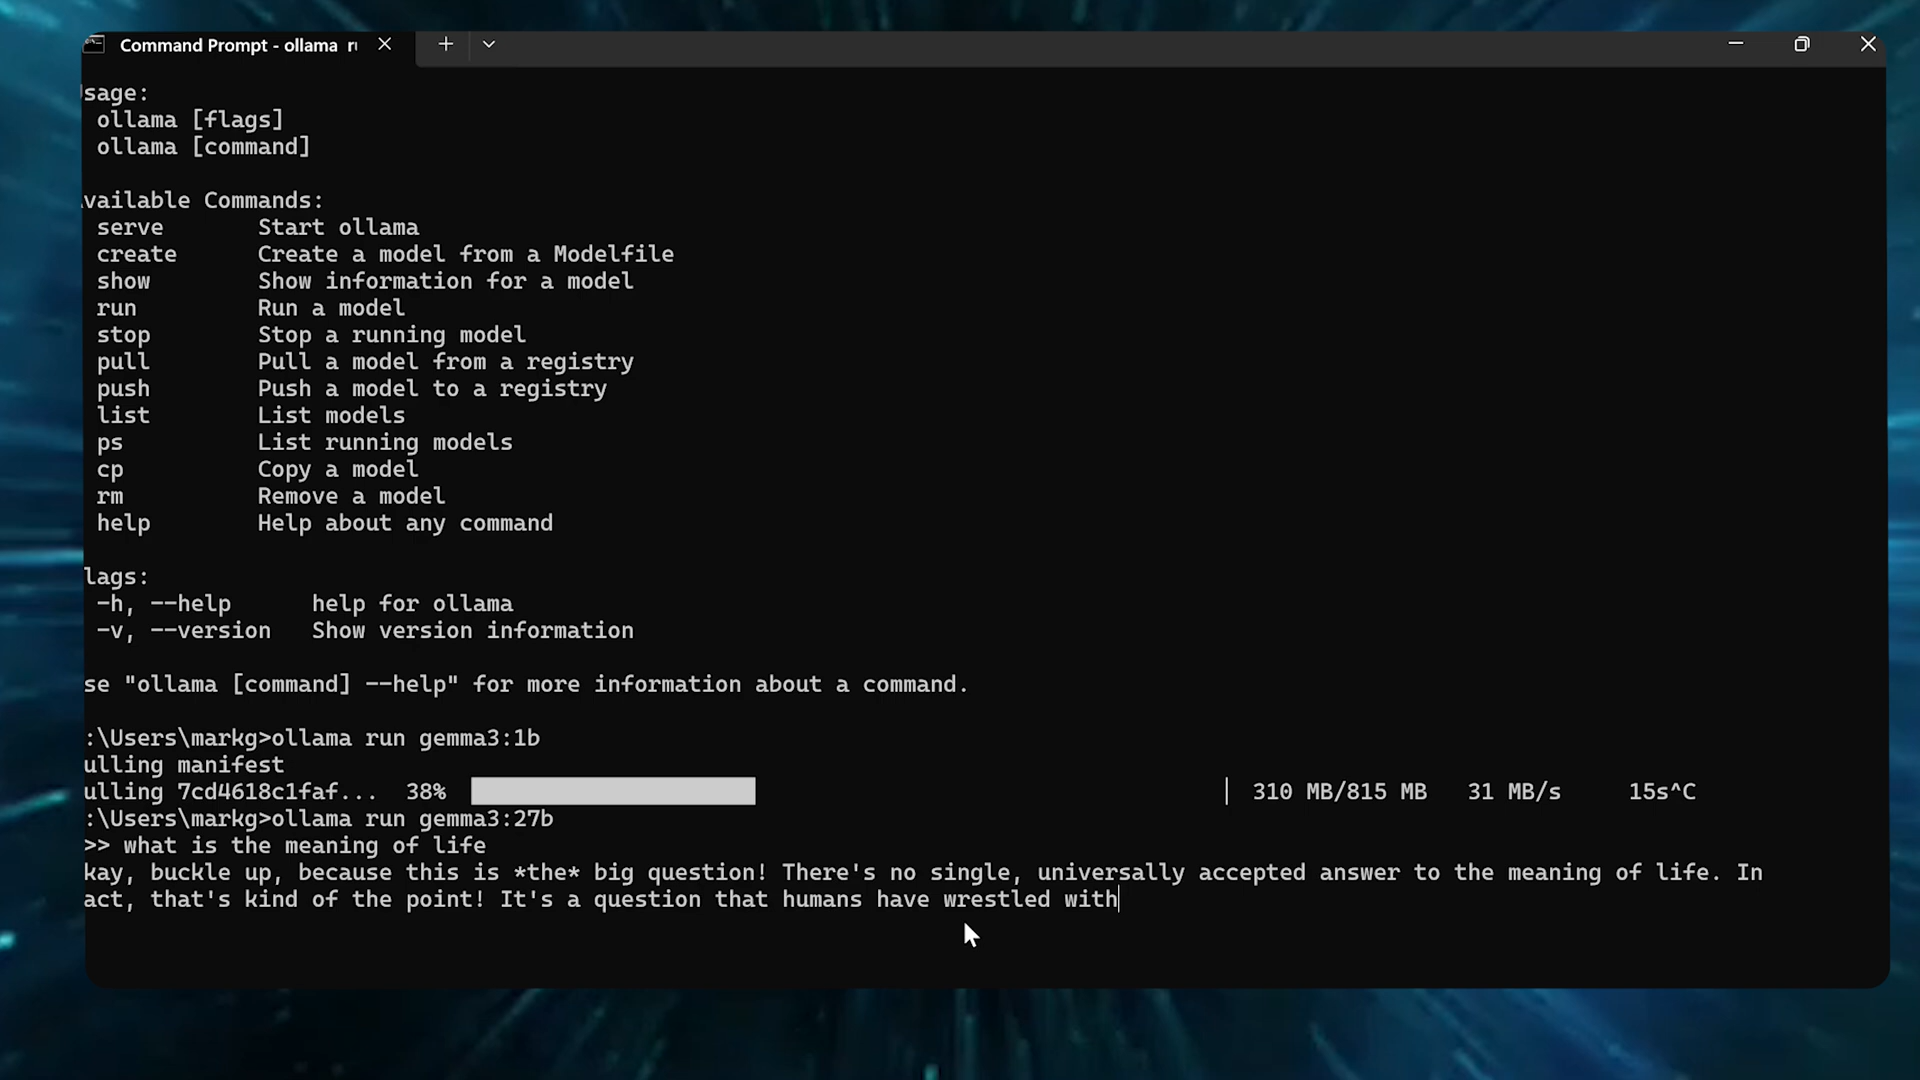 Command Prompt - ollama
sage:
ollama [flags]
ollama [command]
vailable Commands:
serve Start ollama
create Create a model from a Modelfile
show Show information for a model
run Run a model
stop Stop a running model
pull Pull a model from a registry
push Push a model to a registry
list List models
ps List running models
cp Copy a model
rm Remove a model
help Help about any command
lags:
-h, --help help for ollama
-v, --version Show version information
se "ollama [command] --help" for more information about a command.
:\Users\markg>ollama run gemma3:1b
ulling manifest
ulling 7cd4618c1faf... 38% | 310 MB/815 MB 31 MB/s 15s^C
:\Users\markg>ollama run gemma3:27b
>> what is the meaning of life
kay, buckle up, because this is *the* big question! There's no single, universally accepted answer to the meaning of life. In
act, that's kind of the point! It's a question that humans have wrestled with